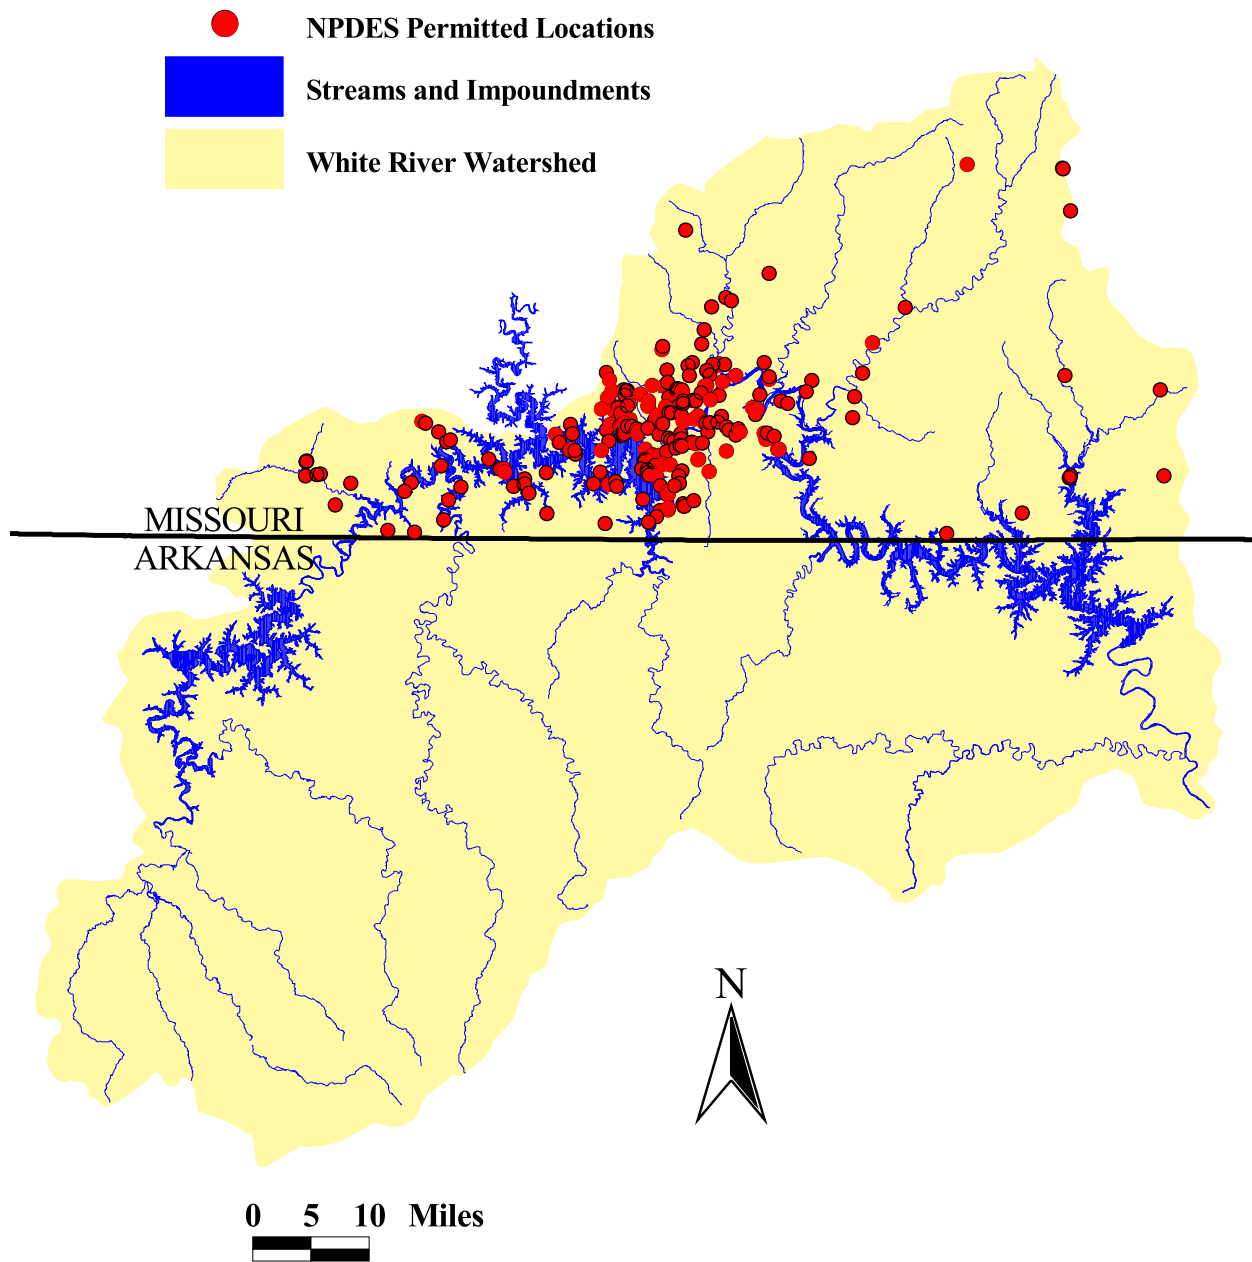 NPDES Permitted Locations
Streams and Impoundments
White River Watershed
MISSOURI
ARKANSAS
N
0 5 10 Miles